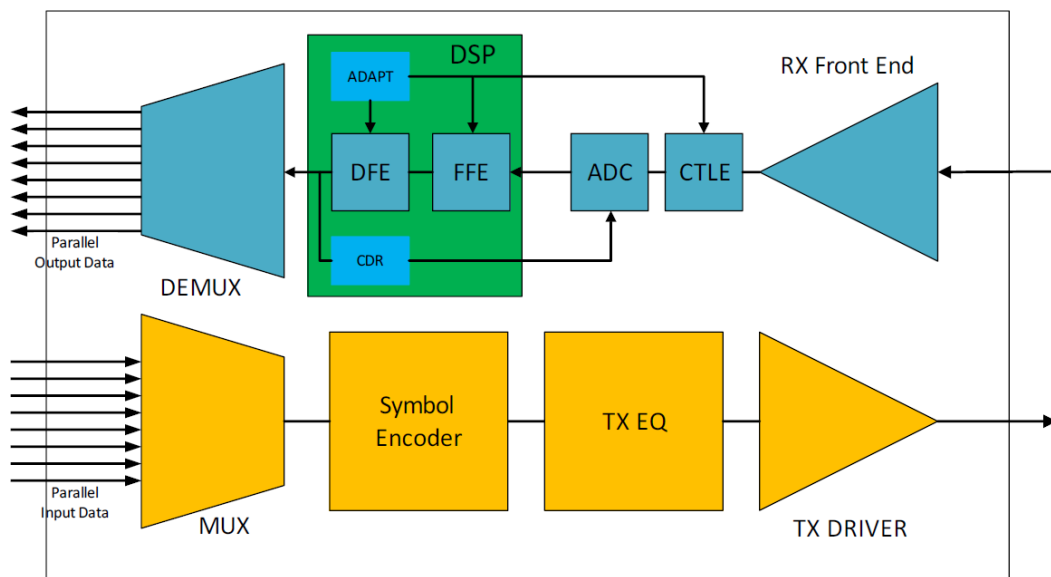 DSP
RX Front End
ADAPT
DFE
FFE
ADC
CTLE
CDR
Parallel
Output Data
DEMUX
Symbol
Encoder
TX EQ
Parallel
Input Data
MUX
TX DRIVER